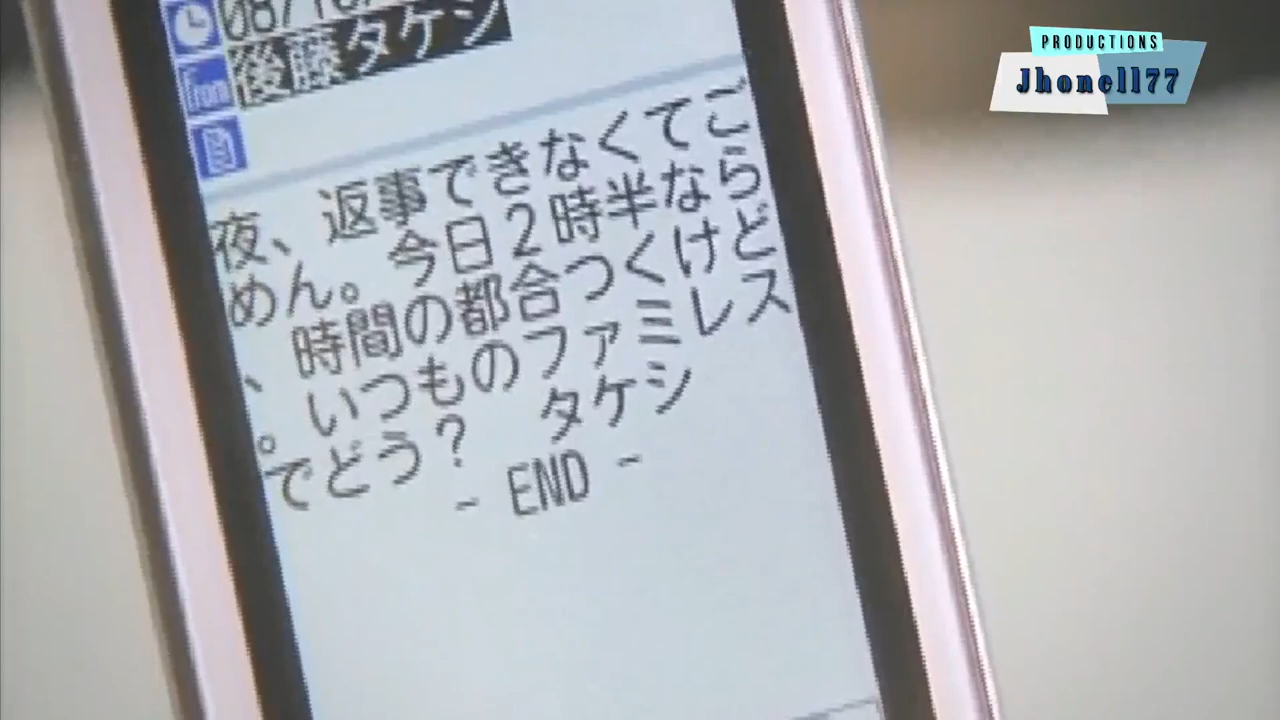 from 後藤タケシ
夜、返事できなくてご
めん。今日2時半なら
、時間の都合つくけど
。いつものファミレス
でどう？　タケシ
- END -
PRODUCTIONS
Jhonell77